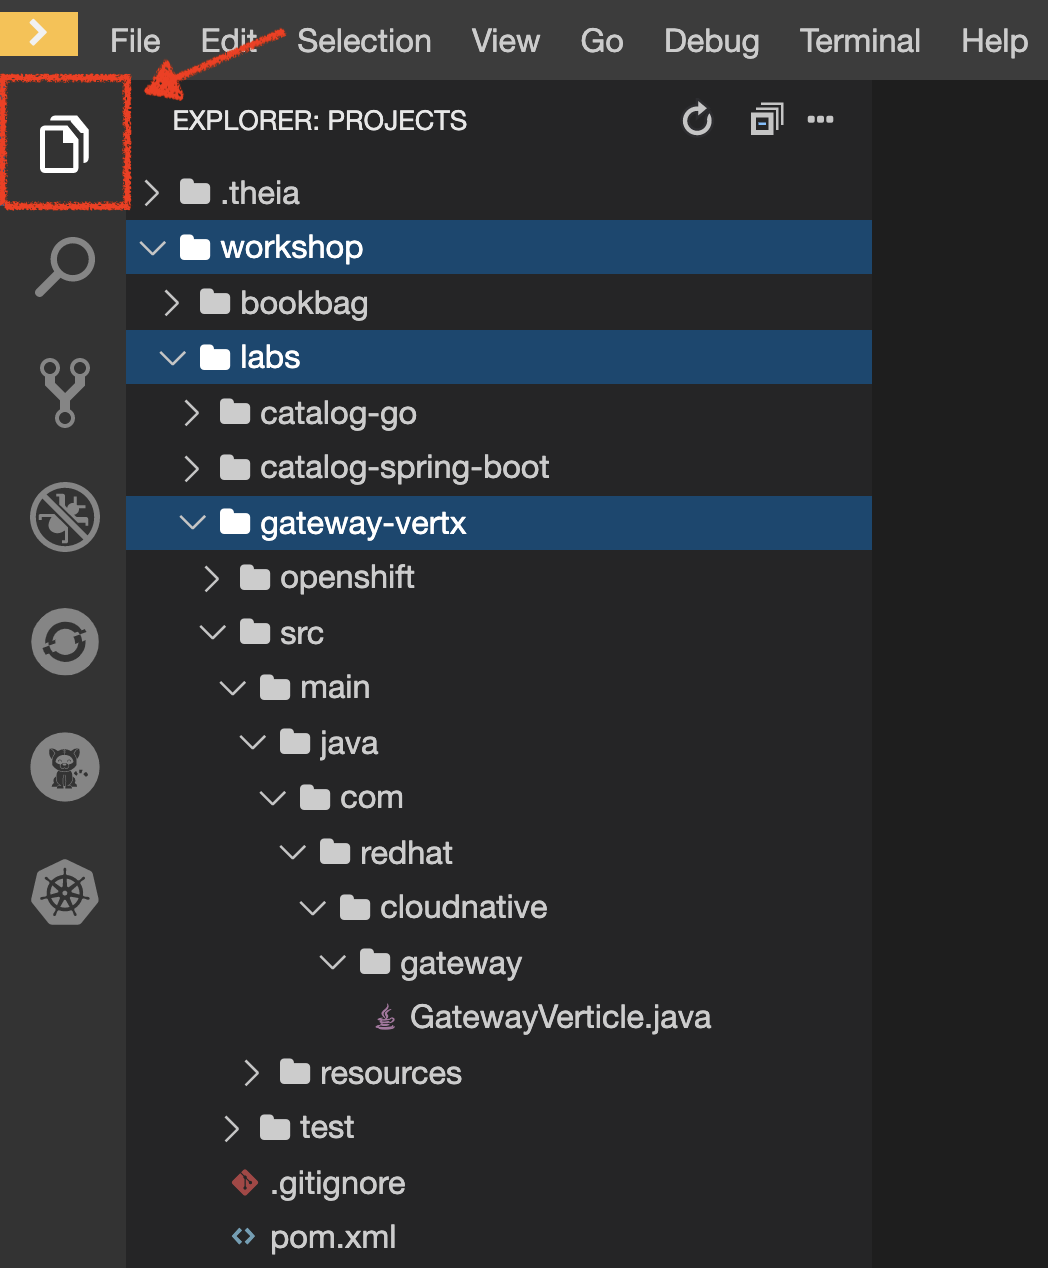 File Edit Selection View Go Debug Terminal Help
EXPLORER: PROJECTS
.theia
workshop
bookbag
labs
catalog-go
catalog-spring-boot
gateway-vertx
openshift
src
main
java
com
redhat
cloudnative
gateway
GatewayVerticle.java
resources
test
.gitignore
pom.xml